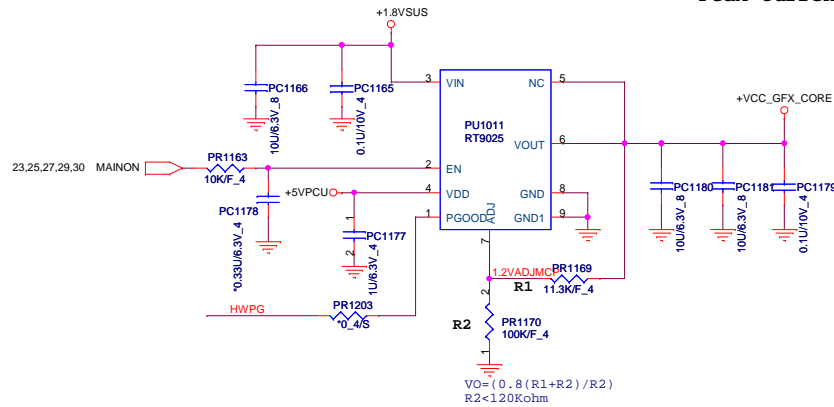 +1.8VSUS
PC1166
10U/6.3V_8
PC1165
0.1U/10V_4
3 VIN
NC 5
PU1011
RT9025
+VCC_GFX_CORE
VOUT 6
23,25,27,29,30 MAINON
PR1163
10K/F_4
2 EN
PC1178
*0.33U/6.3V_4
+5VPCU
4 VDD
GND 8
1 PGOOD
ADJ
GND1 9
1
PC1177
2
1U/6.3V_4
7
PC1180
10U/6.3V_8
PC1181
10U/6.3V_8
PC1179
0.1U/10V_4
1.2VADJMCP
R1
PR1169
11.3K/F_4
HWPG
PR1203
*0_4/S
R2
2
PR1170
100K/F_4
1
VO=(0.8(R1+R2)/R2)
R2<120Kohm